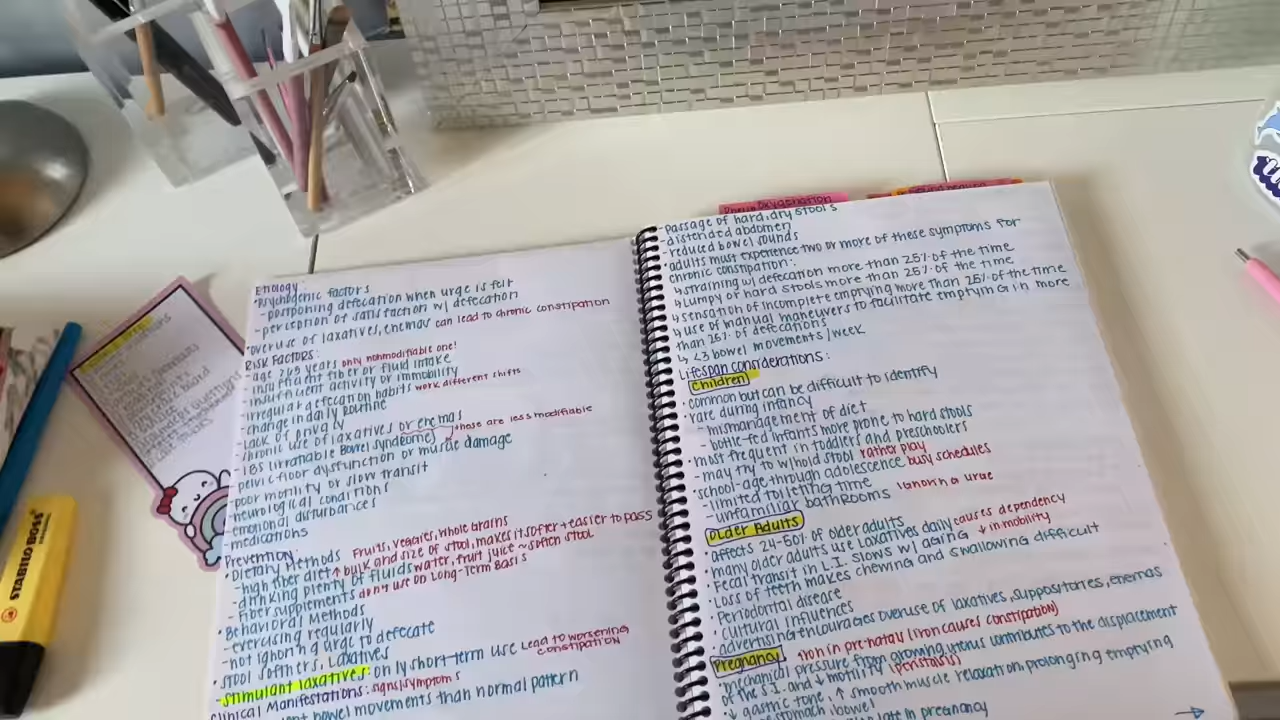 Etiology:
•Psychogenic factors
-postponing defecation when urge is felt
-perception of satisfaction w/ defecation
•overuse of laxatives, enemas can lead to chronic constipation
RISK FACTORS:
-age >65 years only nonmodifiable one!
-insufficient fiber or fluid intake
-insufficient activity or immobility
-irregular defecation habits work different shifts
-change in daily routine
-lack of privacy
-chronic use of laxatives or enemas
-IBS (irritable Bowel syndrome) those are less modifiable
-pelvic floor dysfunction or muscle damage
-poor motility or slow transit
-neurological conditions
-emotional disturbances
-medications
Prevention:
• Dietary Methods Fruits, veggies, whole grains
-high fiber diet ↑ bulk and size of stool, makes it softer + easier to pass
-drinking plenty of fluids water, fruit juice ~ soften stool
-Fiber supplements don't use on Long-Term Basis
• Behavioral Methods
-exercising regularly
-not ignoring urge to defecate
• stool softners, Laxatives
-stimulant laxatives: only short-term use Lead to worsening constipation
Clinical Manifestations: signs/symptoms
bowel movements than normal pattern
Oxygenation
-passage of hard, dry stools
-distended abdomen
-reduced bowel sounds
•adults must experience two or more of these symptoms for
chronic constipation:
↳straining w/ defecation more than 25% of the time
↳lumpy or hard stools more than 25% of the time
↳sensation of incomplete emptying more than 25% of the time
↳use of manual maneuvers to facilitate emptying in more
than 25% of defecations
↳ <3 bowel movements/week
Lifespan considerations:
Children
•common but can be difficult to identify
•rare during infancy
-mismanagement of diet
-bottle-fed infants more prone to hard stools
•most frequent in toddlers and preschoolers
-may try to w/hold stool rather play
•school-age through adolescence busy schedules
-limited toileting time
-unfamiliar bathrooms ignoring urge
Older Adults
•affects 24-50% of older adults
•many older adults use laxatives daily causes dependency
•Fecal transit in L.I. slows w/ aging ↓ in mobility
•Loss of teeth makes chewing and swallowing difficult
•Periodontal disease
•cultural influences
•advertising encourages overuse of laxatives, suppositories, enemas
Pregnancy ↑iron in pre-natals (iron causes constipation)
•mechanical pressure from growing uterus contributes to the displacement
of the S.I. and ↓ motility (peristalsis)
•↓ gastric tone, ↑ smooth muscle relaxation prolonging emptying
stomach/bowel
in pregnancy
STABILO BOSS